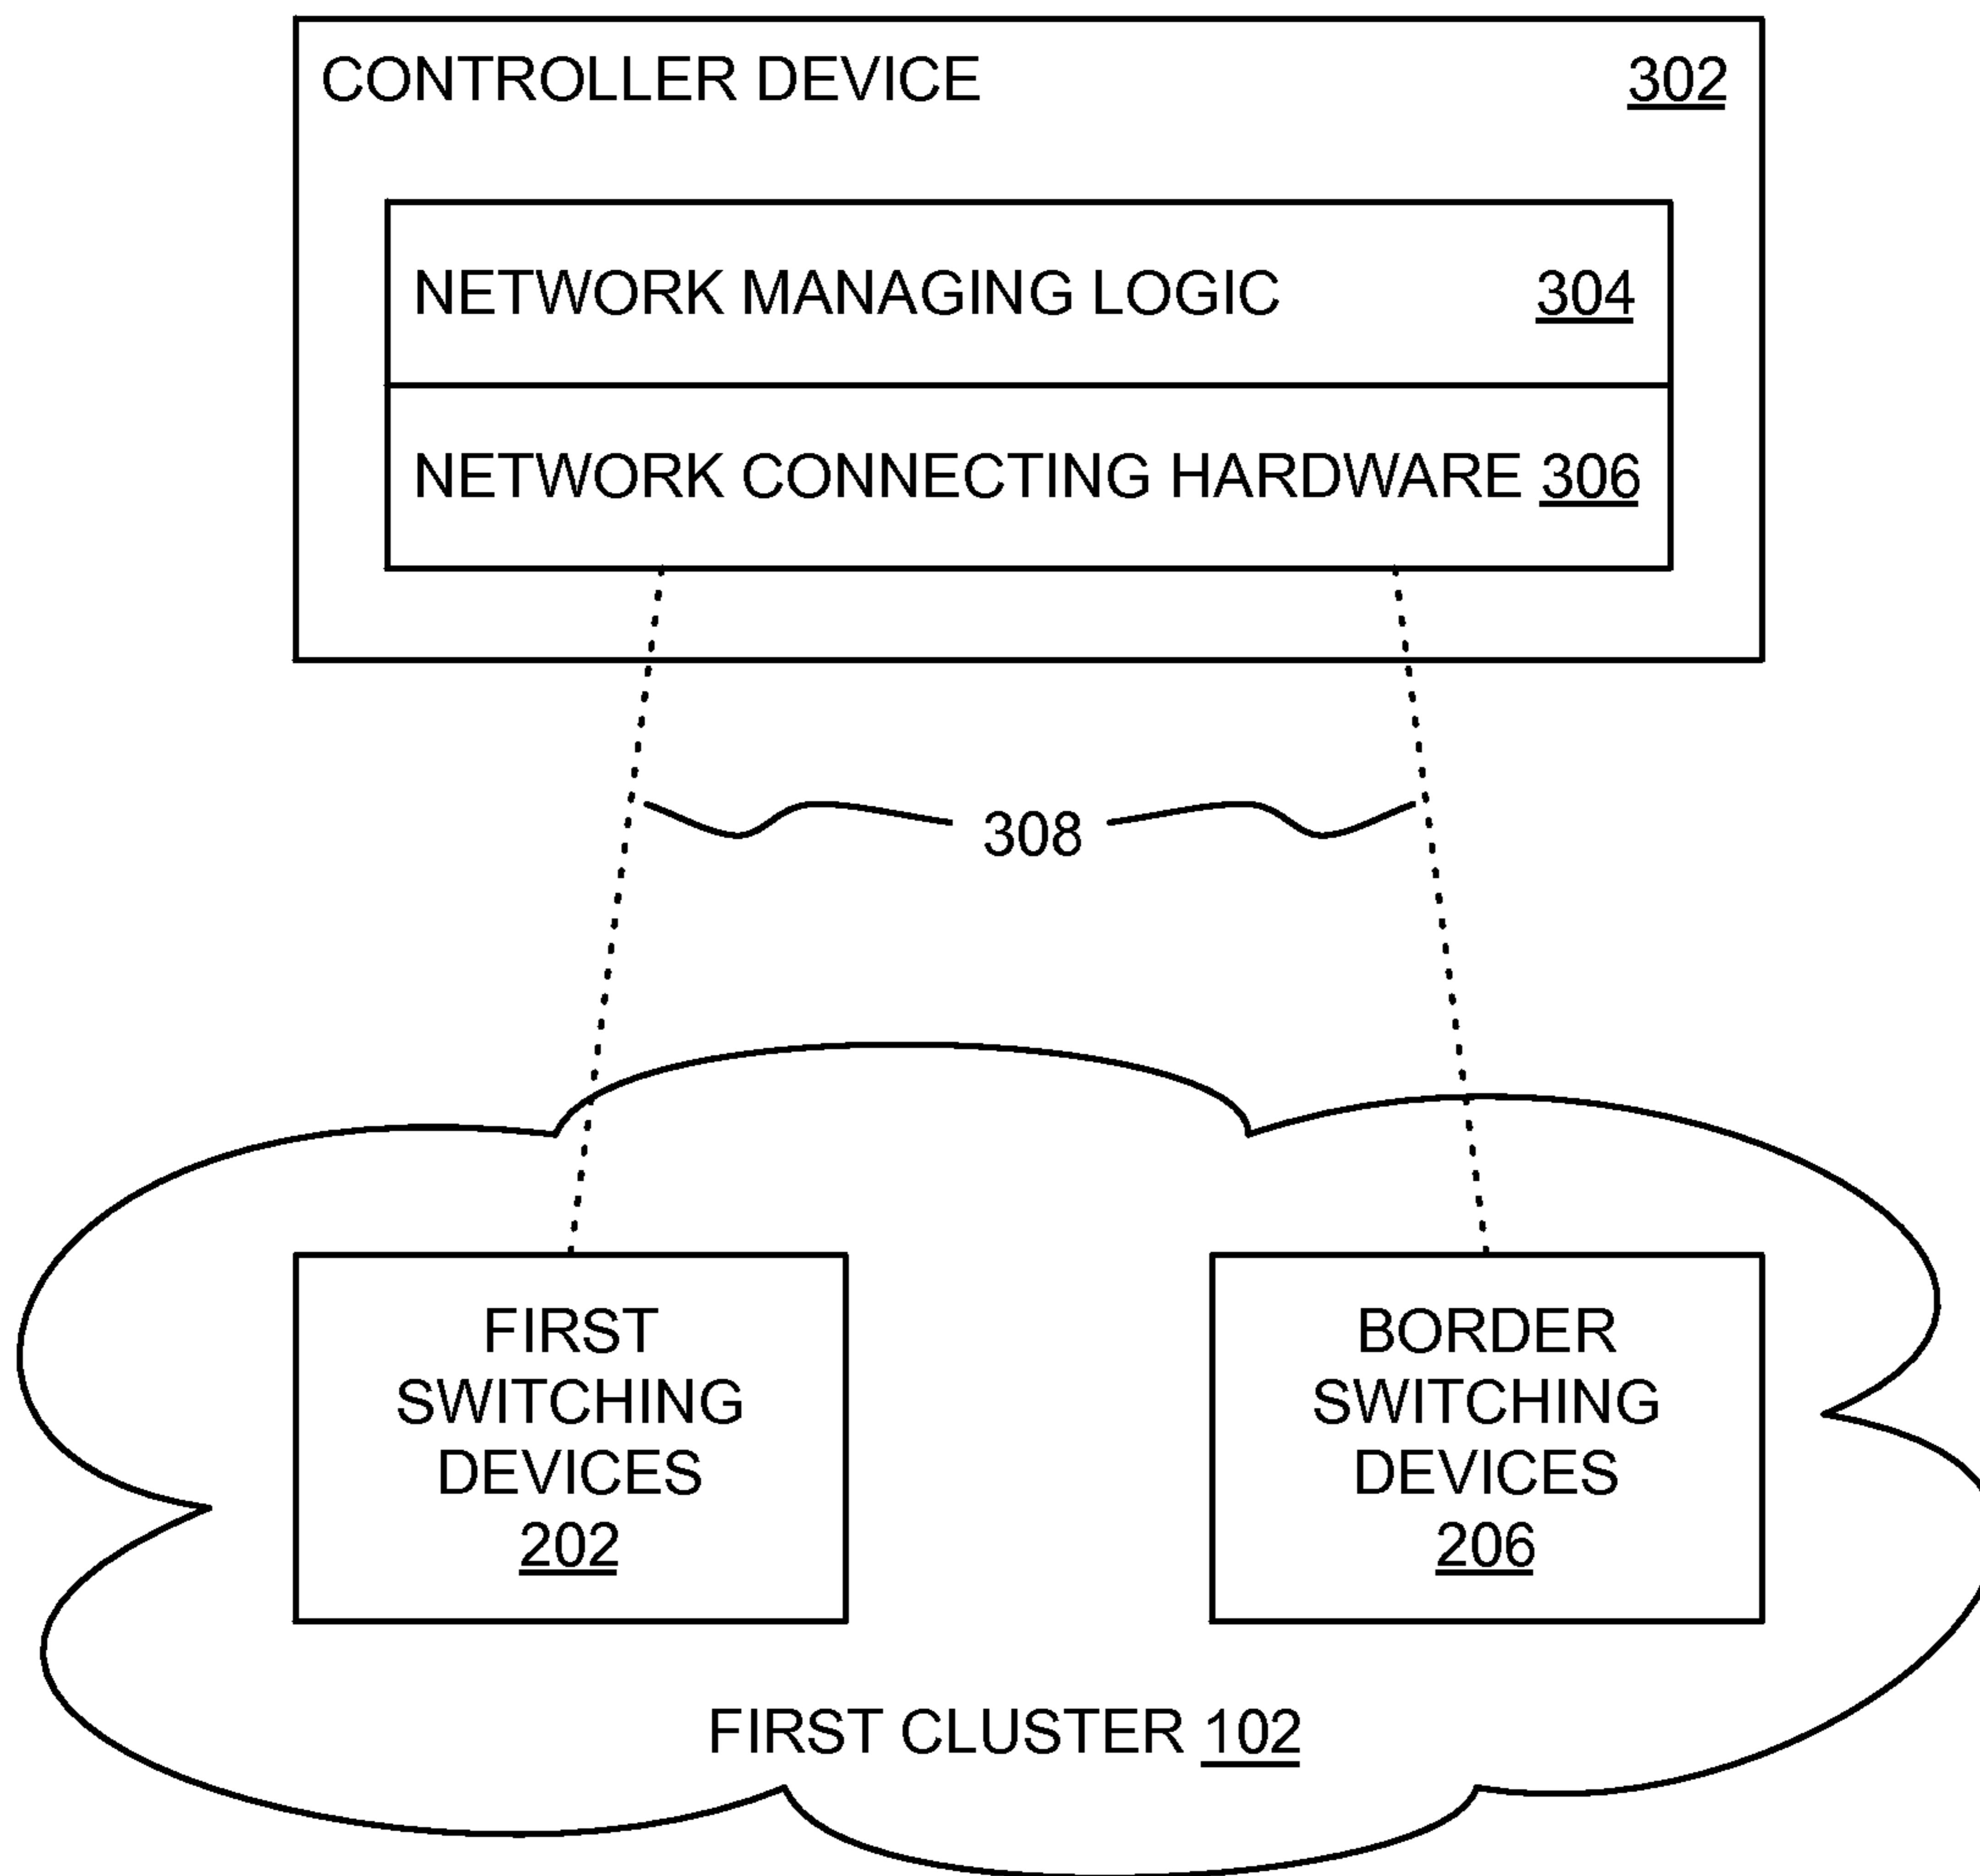 CONTROLLER DEVICE 302
NETWORK MANAGING LOGIC 304
NETWORK CONNECTING HARDWARE 306
308
FIRST
SWITCHING
DEVICES
202
BORDER
SWITCHING
DEVICES
206
FIRST CLUSTER 102